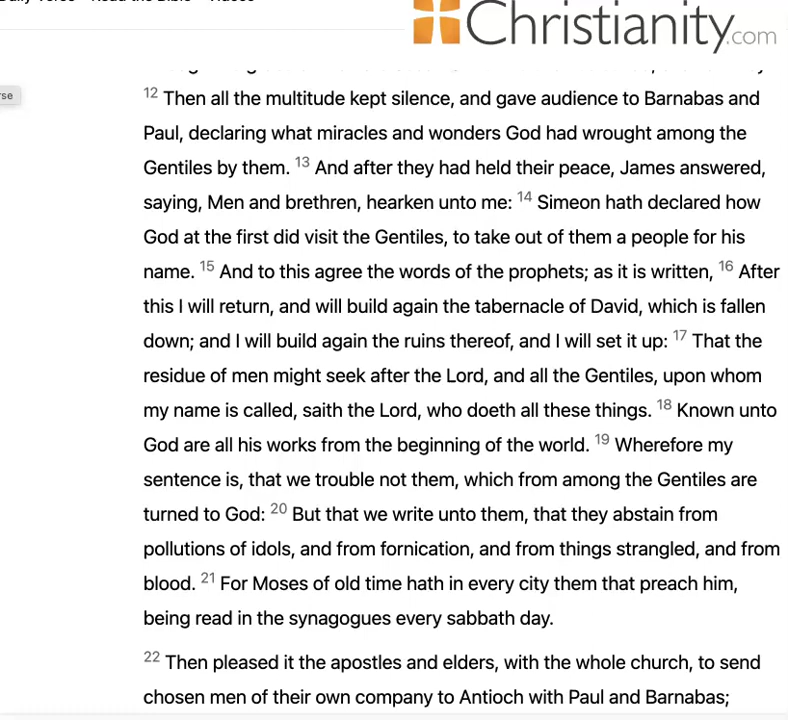 Christianity.com
rse
12 Then all the multitude kept silence, and gave audience to Barnabas and
Paul, declaring what miracles and wonders God had wrought among the
Gentiles by them. 13 And after they had held their peace, James answered,
saying, Men and brethren, hearken unto me: 14 Simeon hath declared how
God at the first did visit the Gentiles, to take out of them a people for his
name. 15 And to this agree the words of the prophets; as it is written, 16 After
this I will return, and will build again the tabernacle of David, which is fallen
down; and I will build again the ruins thereof, and I will set it up: 17 That the
residue of men might seek after the Lord, and all the Gentiles, upon whom
my name is called, saith the Lord, who doeth all these things. 18 Known unto
God are all his works from the beginning of the world. 19 Wherefore my
sentence is, that we trouble not them, which from among the Gentiles are
turned to God: 20 But that we write unto them, that they abstain from
pollutions of idols, and from fornication, and from things strangled, and from
blood. 21 For Moses of old time hath in every city them that preach him,
being read in the synagogues every sabbath day.
22 Then pleased it the apostles and elders, with the whole church, to send
chosen men of their own company to Antioch with Paul and Barnabas;